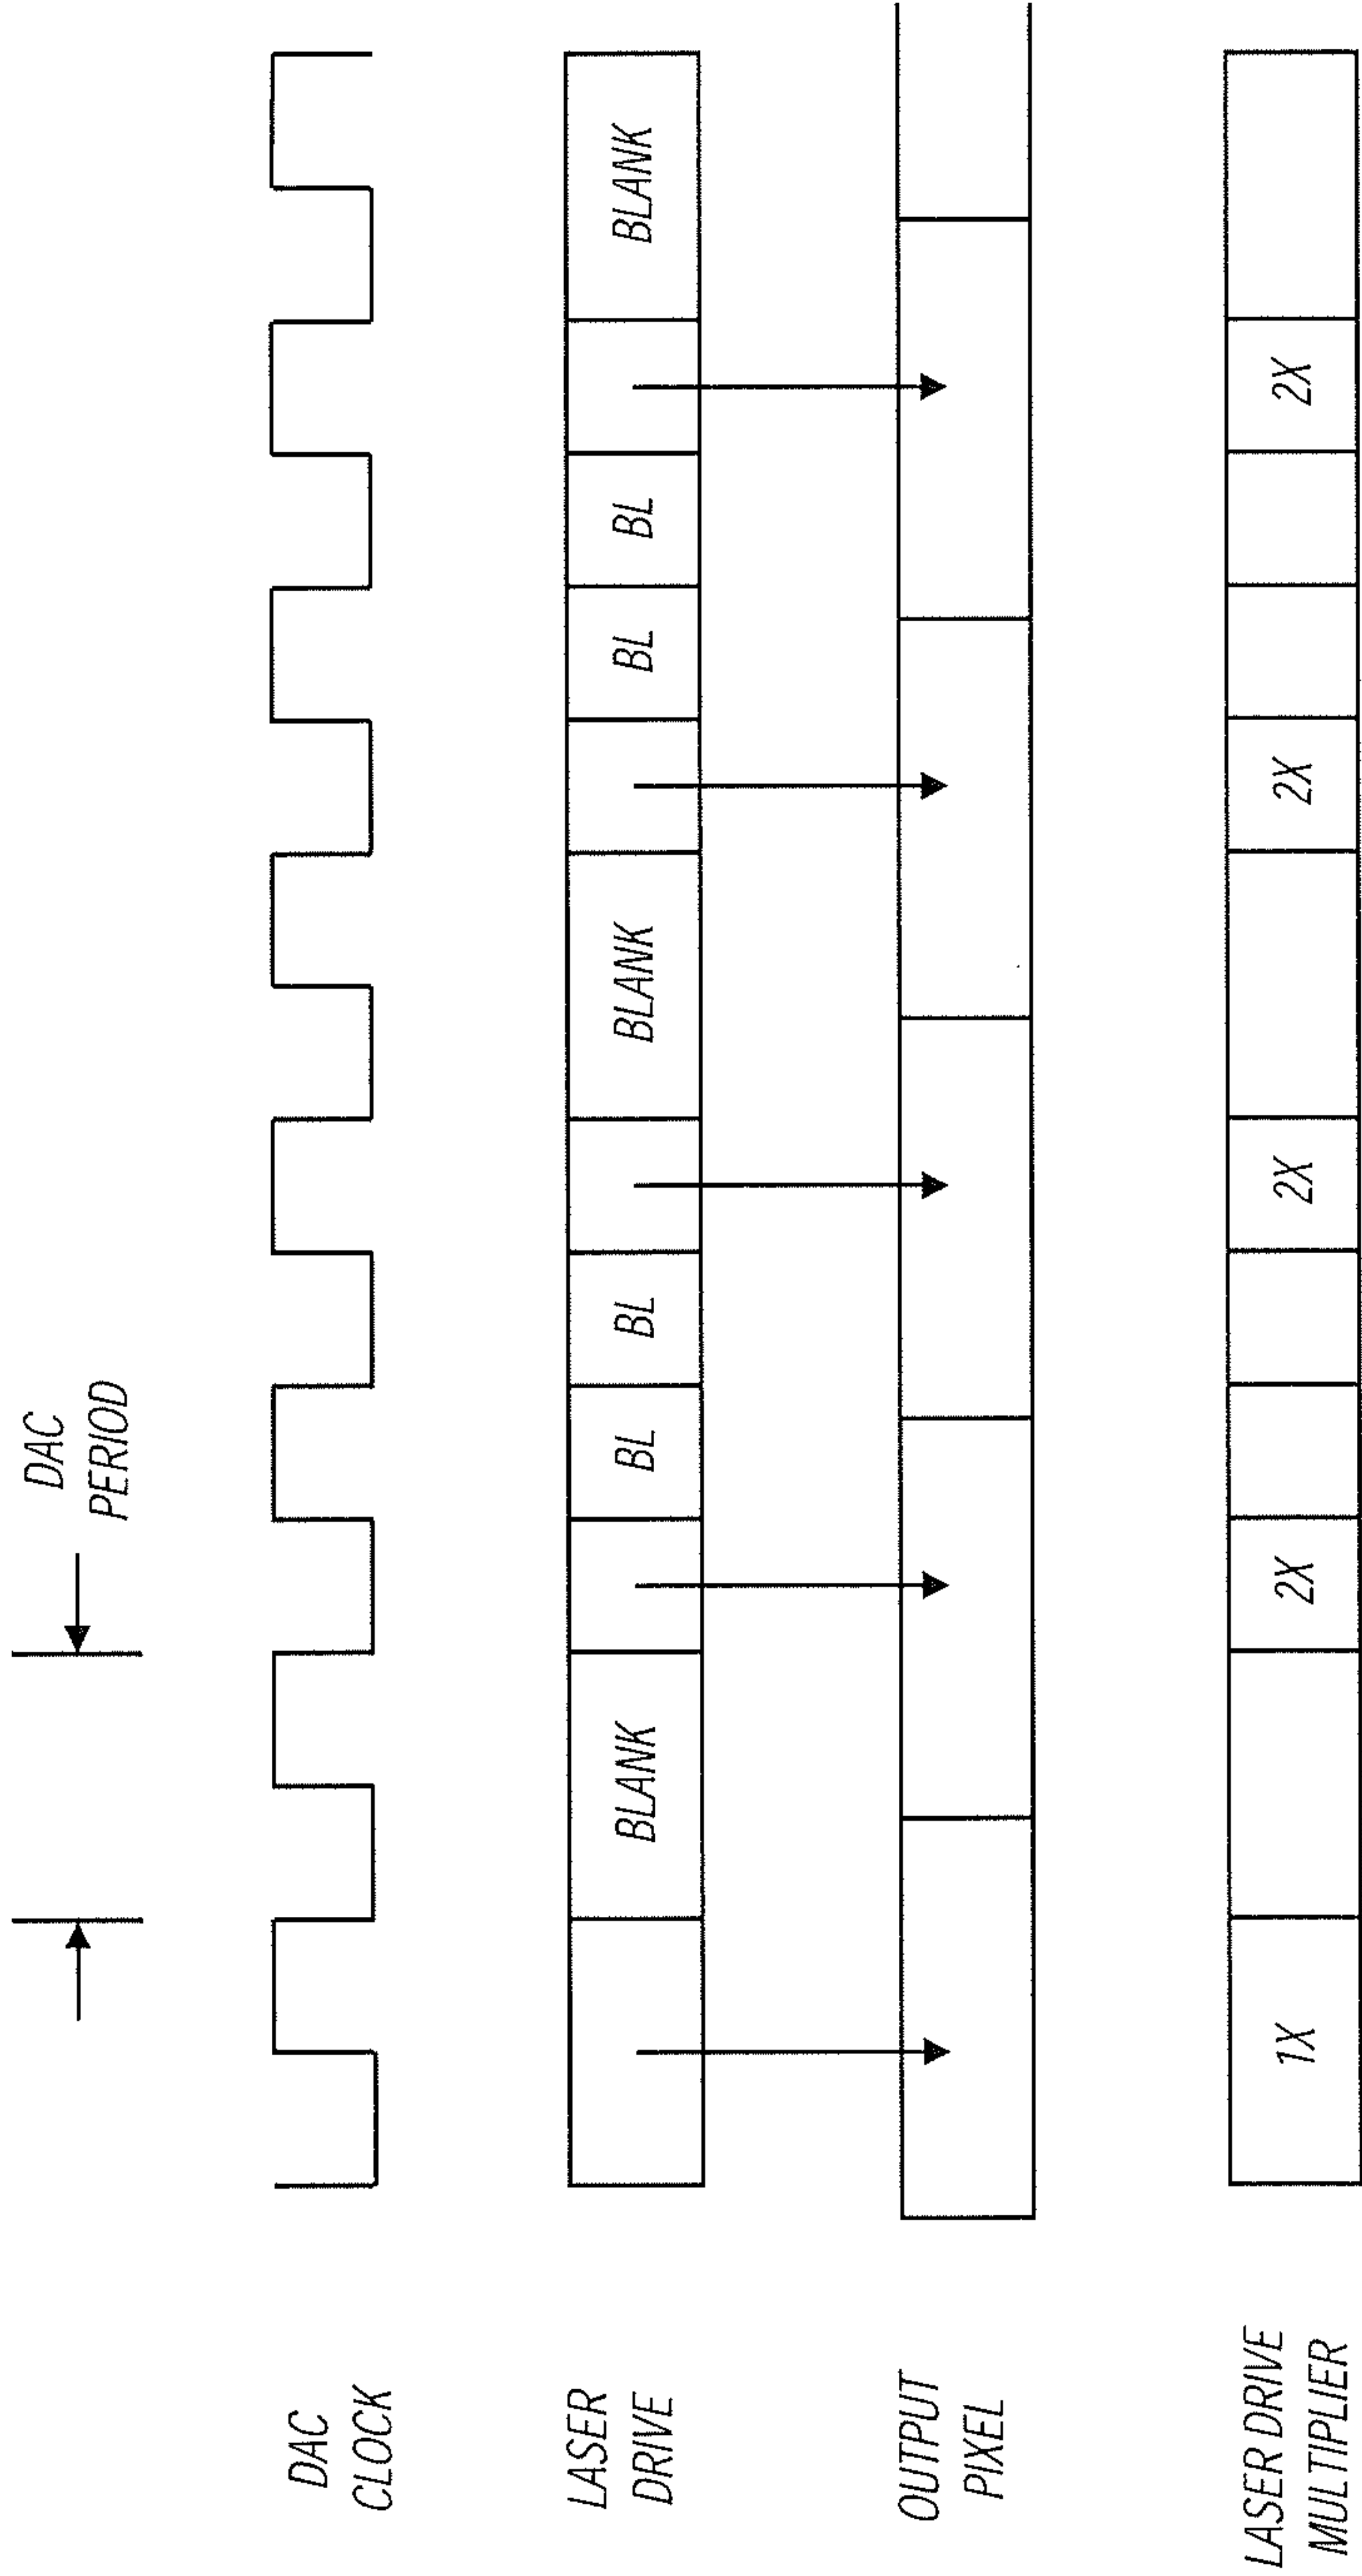 DAC
PERIOD
DAC
CLOCK
LASER
DRIVE
BLANK
BL
BL
BLANK
BL
BL
BLANK
OUTPUT
PIXEL
LASER DRIVE
MULTIPLIER
1X
2X
2X
2X
2X